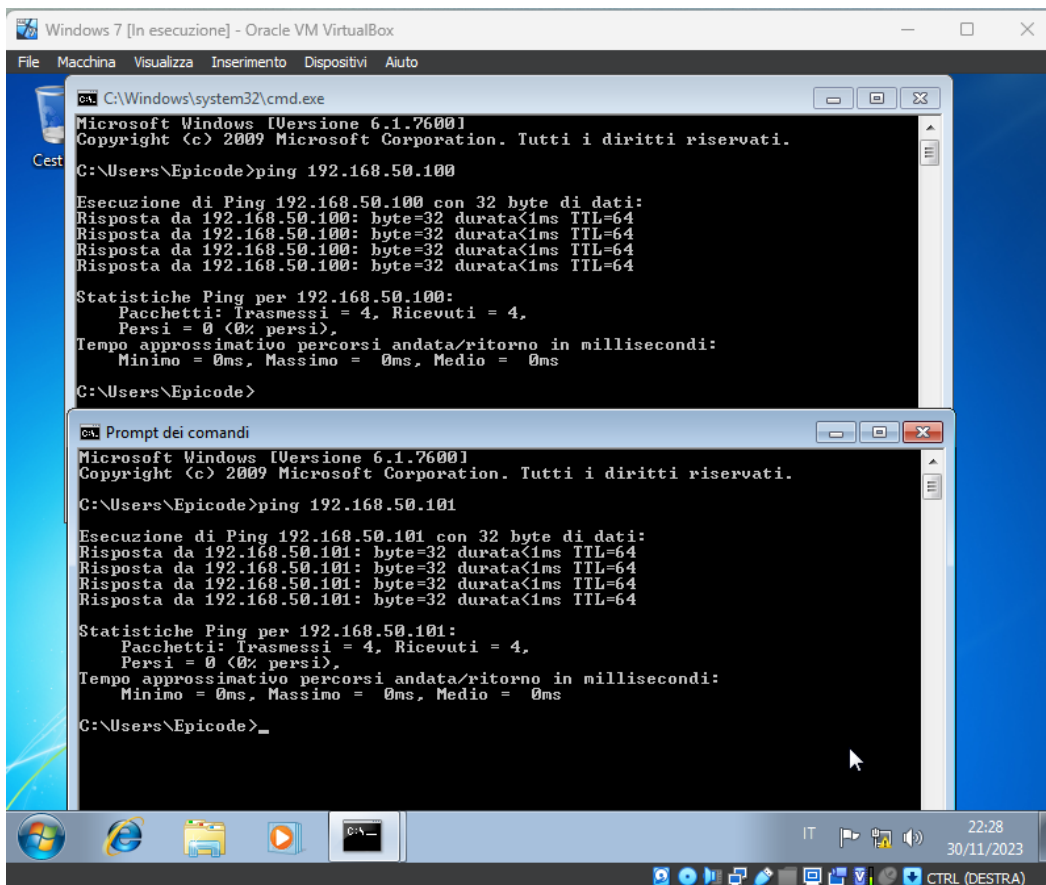 Windows 7 [In esecuzione] - Oracle VM VirtualBox
File Macchina Visualizza Inserimento Dispositivi Aiuto
C:\Windows\system32\cmd.exe
Microsoft Windows [Versione 6.1.7600]
Copyright (c) 2009 Microsoft Corporation. Tutti i diritti riservati.
C:\Users\Epicode>ping 192.168.50.100
Esecuzione di Ping 192.168.50.100 con 32 byte di dati:
Risposta da 192.168.50.100: byte=32 durata<1ms TTL=64
Risposta da 192.168.50.100: byte=32 durata<1ms TTL=64
Risposta da 192.168.50.100: byte=32 durata<1ms TTL=64
Risposta da 192.168.50.100: byte=32 durata<1ms TTL=64
Statistiche Ping per 192.168.50.100:
Pacchetti: Trasmessi = 4, Ricevuti = 4,
Persi = 0 (0% persi),
Tempo approssimativo percorsi andata/ritorno in millisecondi:
Minimo = 0ms, Massimo =  0ms, Medio =  0ms
C:\Users\Epicode>
Cest
Prompt dei comandi
Microsoft Windows [Versione 6.1.7600]
Copyright (c) 2009 Microsoft Corporation. Tutti i diritti riservati.
C:\Users\Epicode>ping 192.168.50.101
Esecuzione di Ping 192.168.50.101 con 32 byte di dati:
Risposta da 192.168.50.101: byte=32 durata<1ms TTL=64
Risposta da 192.168.50.101: byte=32 durata<1ms TTL=64
Risposta da 192.168.50.101: byte=32 durata<1ms TTL=64
Risposta da 192.168.50.101: byte=32 durata<1ms TTL=64
Statistiche Ping per 192.168.50.101:
Pacchetti: Trasmessi = 4, Ricevuti = 4,
Persi = 0 (0% persi),
Tempo approssimativo percorsi andata/ritorno in millisecondi:
Minimo = 0ms, Massimo =  0ms, Medio =  0ms
C:\Users\Epicode>_
C:\_
IT
22:28
30/11/2023
CTRL (DESTRA)